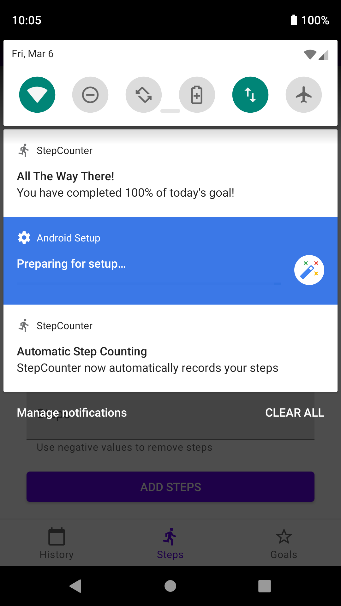 10:05
100%
Fri, Mar 6
StepCounter
All The Way There!
You have completed 100% of today's goal!
Android Setup
Preparing for setup…
StepCounter
Automatic Step Counting
StepCounter now automatically records your steps
Manage notifications
CLEAR ALL
Use negative values to remove steps
ADD STEPS
History
Steps
Goals